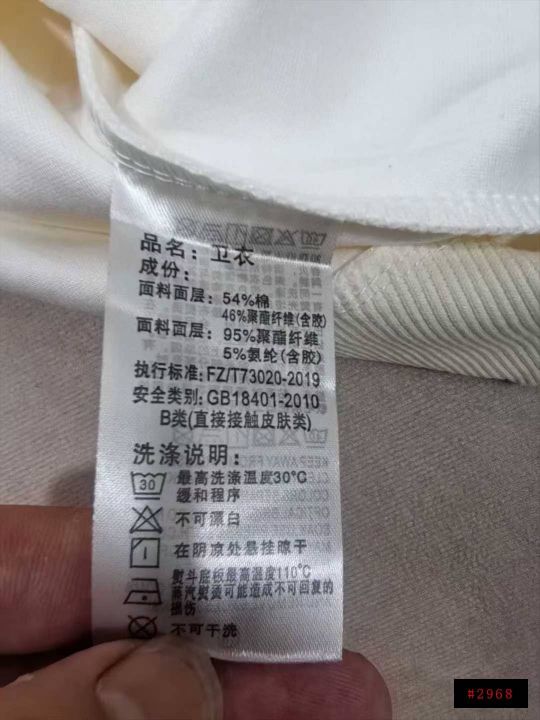 品名：卫衣
成份：
面料面层：54%棉
46%聚酯纤维(含胶)
面料面层：95%聚酯纤维
5%氨纶(含胶)
执行标准:FZ/T73020-2019
安全类别:GB18401-2010
B类(直接接触皮肤类)
洗涤说明：
30
最高洗涤温度30°C
缓和程序
不可漂白
在阴凉处悬挂晾干
熨斗底板最高温度110°C
蒸汽熨烫可能造成不可回复的
损伤
不可干洗
#2968